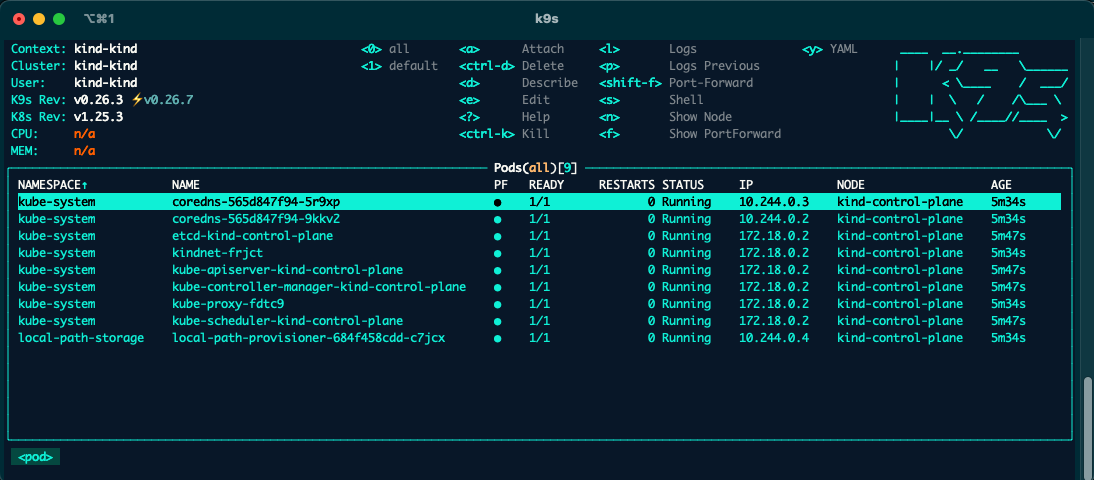 ⌥⌘1 k9s
Context: kind-kind <0> all <a> Attach <l> Logs <y> YAML
Cluster: kind-kind <1> default <ctrl-d> Delete <p> Logs Previous
User: kind-kind <d> Describe <shift-f> Port-Forward
K9s Rev: v0.26.3 ⚡v0.26.7 <e> Edit <s> Shell
K8s Rev: v1.25.3 <?> Help <n> Show Node
CPU: n/a <ctrl-k> Kill <f> Show PortForward
MEM: n/a
Pods(all)[9]
NAMESPACE↑ NAME PF READY RESTARTS STATUS IP NODE AGE
kube-system coredns-565d847f94-5r9xp ● 1/1 0 Running 10.244.0.3 kind-control-plane 5m34s
kube-system coredns-565d847f94-9kkv2 ● 1/1 0 Running 10.244.0.2 kind-control-plane 5m34s
kube-system etcd-kind-control-plane ● 1/1 0 Running 172.18.0.2 kind-control-plane 5m47s
kube-system kindnet-frjct ● 1/1 0 Running 172.18.0.2 kind-control-plane 5m34s
kube-system kube-apiserver-kind-control-plane ● 1/1 0 Running 172.18.0.2 kind-control-plane 5m47s
kube-system kube-controller-manager-kind-control-plane ● 1/1 0 Running 172.18.0.2 kind-control-plane 5m47s
kube-system kube-proxy-fdtc9 ● 1/1 0 Running 172.18.0.2 kind-control-plane 5m34s
kube-system kube-scheduler-kind-control-plane ● 1/1 0 Running 172.18.0.2 kind-control-plane 5m47s
local-path-storage local-path-provisioner-684f458cdd-c7jcx ● 1/1 0 Running 10.244.0.4 kind-control-plane 5m34s
<pod>